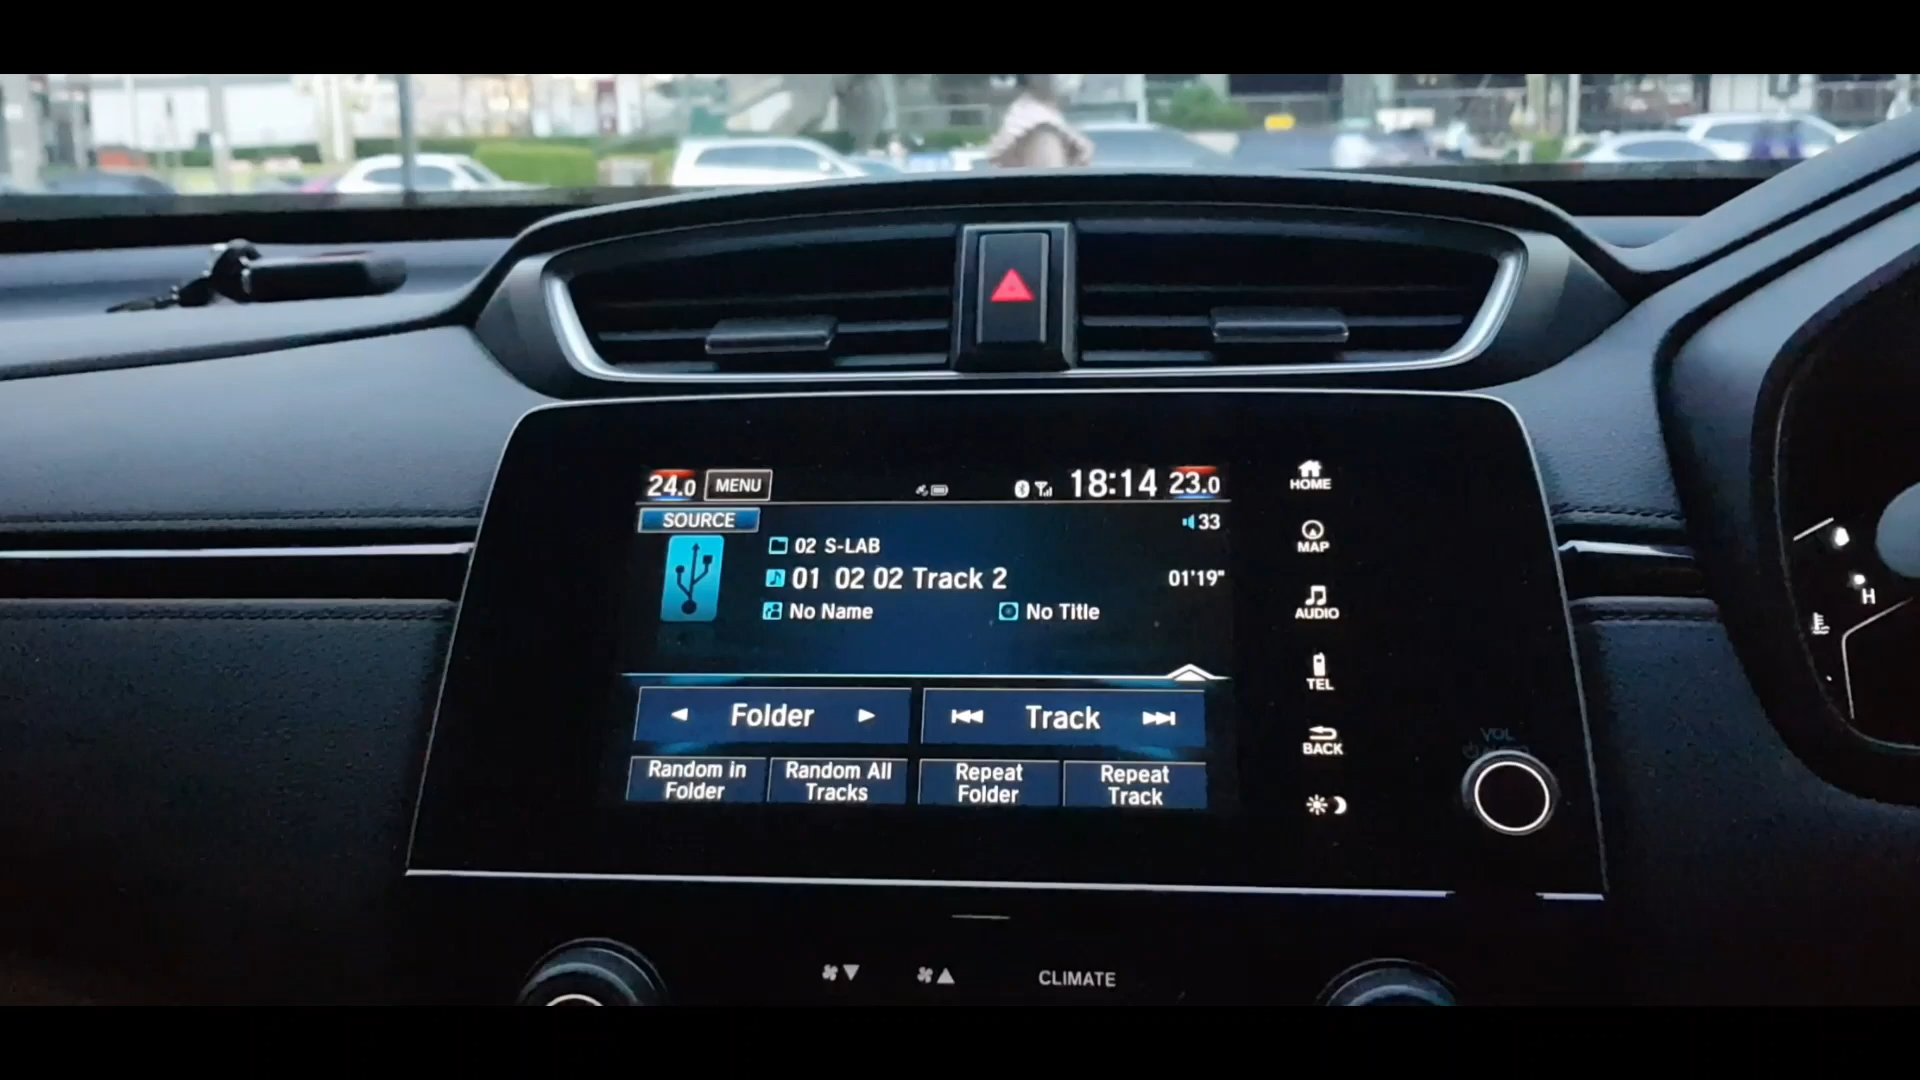 24.0 MENU 18:14 23.0
SOURCE 33
02 S-LAB
01 02 02 Track 2 01'19"
No Name No Title
Folder Track
Random in Folder
Random All Tracks
Repeat Folder
Repeat Track
HOME
MAP
AUDIO
TEL
BACK
VOL
CLIMATE
H